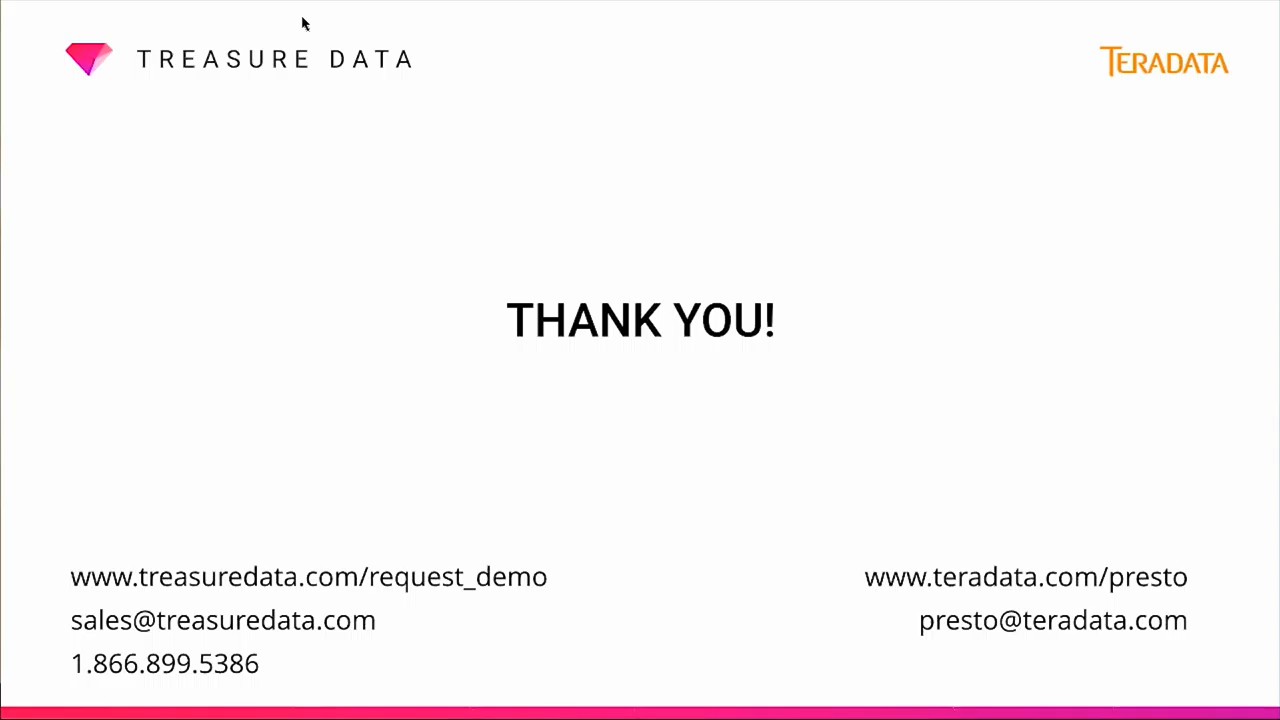 TREASURE DATA
TERADATA
THANK YOU!
www.treasuredata.com/request_demo
sales@treasuredata.com
1.866.899.5386
www.teradata.com/presto
presto@teradata.com